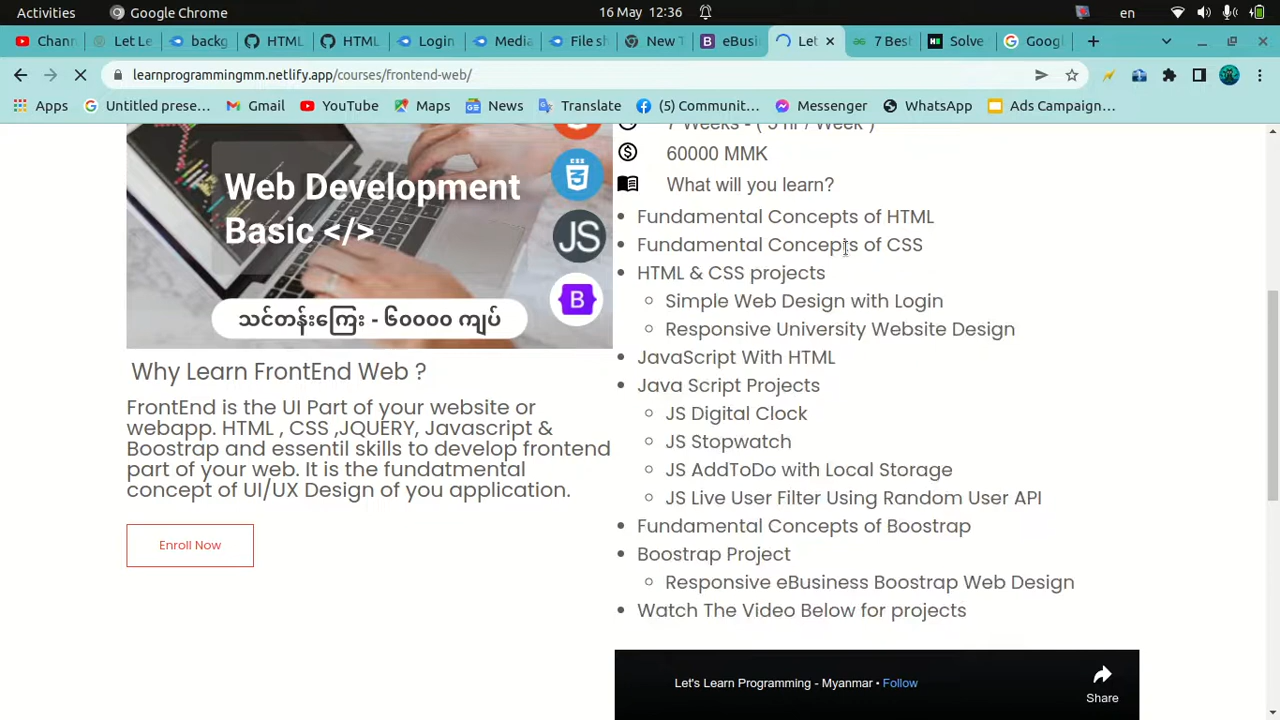 Activities
Google Chrome
16 May 12:36
en
Chann
Let Le
backg
HTML
HTML
Login
Media
File sh
New T
eBusi
Let
7 Best
Solve
Googl
learnprogrammingmm.netlify.app/courses/frontend-web/
Apps
Untitled prese...
Gmail
YouTube
Maps
News
Translate
(5) Communit...
Messenger
WhatsApp
Ads Campaign...
Web Development
Basic </>
JS
B
သင်တန်းကြေး - ၆၀၀၀၀ ကျပ်
Why Learn FrontEnd Web ?
FrontEnd is the UI Part of your website or
webapp. HTML , CSS ,JQUERY, Javascript &
Boostrap and essentil skills to develop frontend
part of your web. It is the fundatmental
concept of UI/UX Design of you application.
Enroll Now
7 Weeks - ( 5 hr / Week )
60000 MMK
What will you learn?
Fundamental Concepts of HTML
Fundamental Concepts of CSS
HTML & CSS projects
Simple Web Design with Login
Responsive University Website Design
JavaScript With HTML
Java Script Projects
JS Digital Clock
JS Stopwatch
JS AddToDo with Local Storage
JS Live User Filter Using Random User API
Fundamental Concepts of Boostrap
Boostrap Project
Responsive eBusiness Boostrap Web Design
Watch The Video Below for projects
Let's Learn Programming - Myanmar • Follow
Share